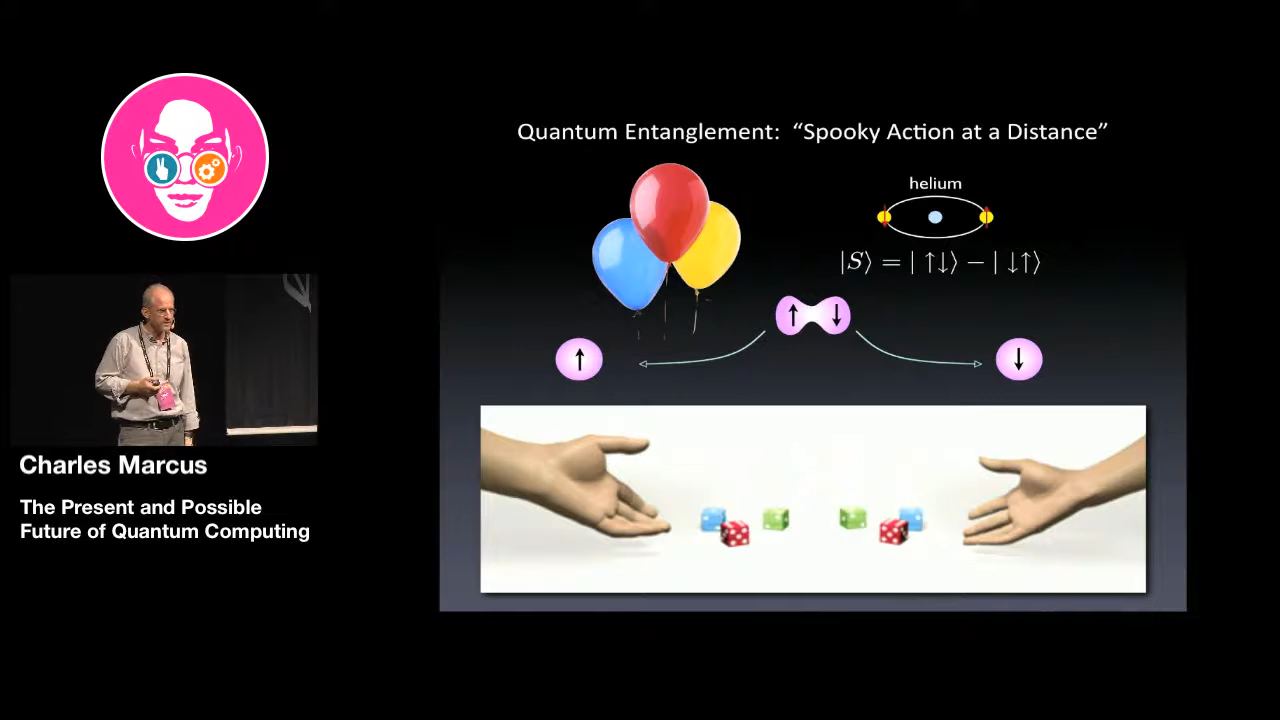 Quantum Entanglement: “Spooky Action at a Distance”
helium
|S⟩ = | ↑↓⟩ − | ↓↑⟩
↑ ↓
↑ ↓
Charles Marcus
The Present and Possible
Future of Quantum Computing